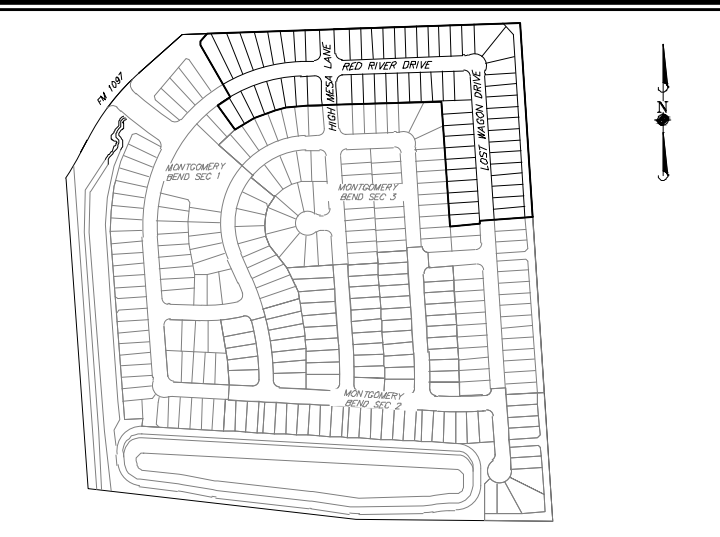 FM 1097
HIGH MESA LANE
RED RIVER DRIVE
LOST WAGON DRIVE
N
MONTGOMERY
BEND SEC 1
MONTGOMERY
BEND SEC 3
MONTGOMERY
BEND SEC 2